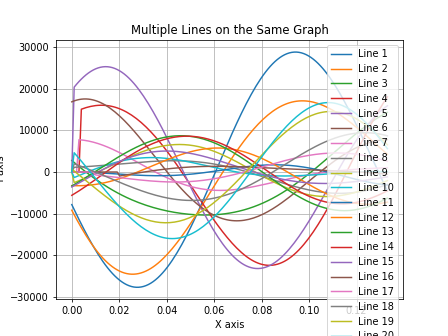 Multiple Lines on the Same Graph
30000
20000
10000
0
−10000
−20000
−30000
0.00
0.02
0.04
0.06
0.08
0.10
X axis
Line 1
Line 2
Line 3
Line 4
Line 5
Line 6
Line 7
Line 8
Line 9
Line 10
Line 11
Line 12
Line 13
Line 14
Line 15
Line 16
Line 17
Line 18
Line 19
Line 20